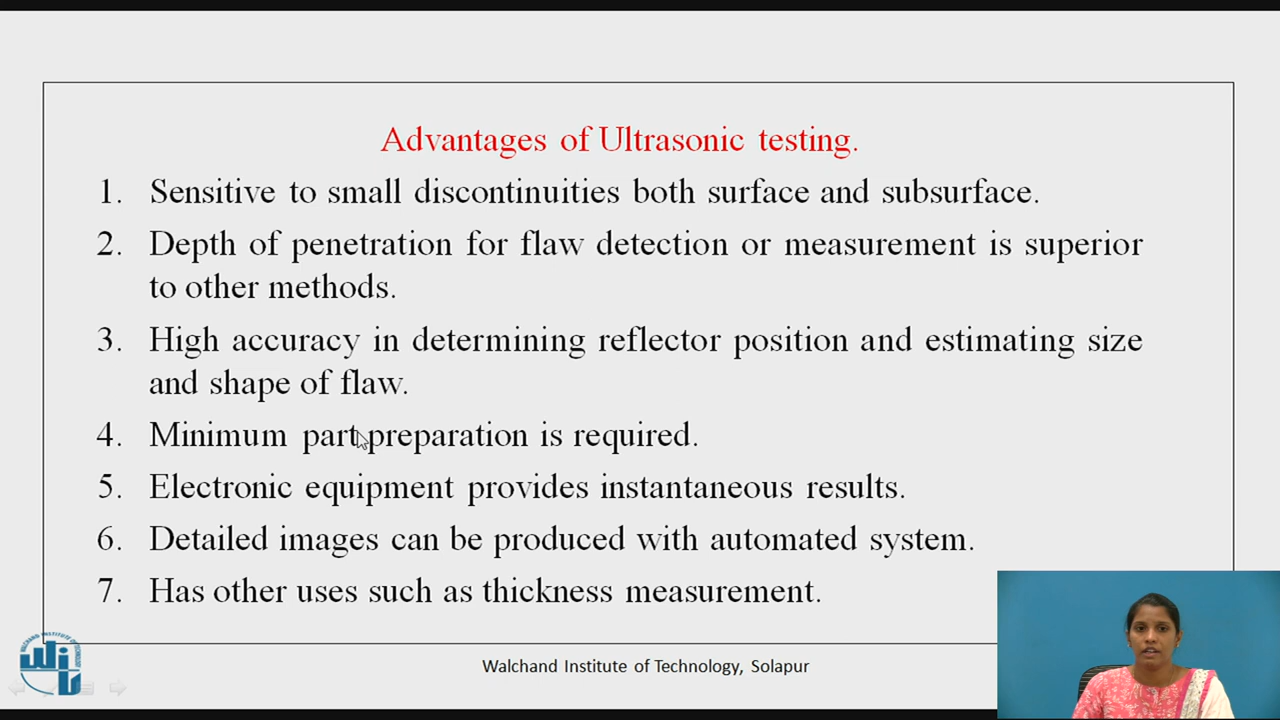 Advantages of Ultrasonic testing.
1. Sensitive to small discontinuities both surface and subsurface.
2. Depth of penetration for flaw detection or measurement is superior
to other methods.
3. High accuracy in determining reflector position and estimating size
and shape of flaw.
4. Minimum part preparation is required.
5. Electronic equipment provides instantaneous results.
6. Detailed images can be produced with automated system.
7. Has other uses such as thickness measurement.
Walchand Institute of Technology, Solapur